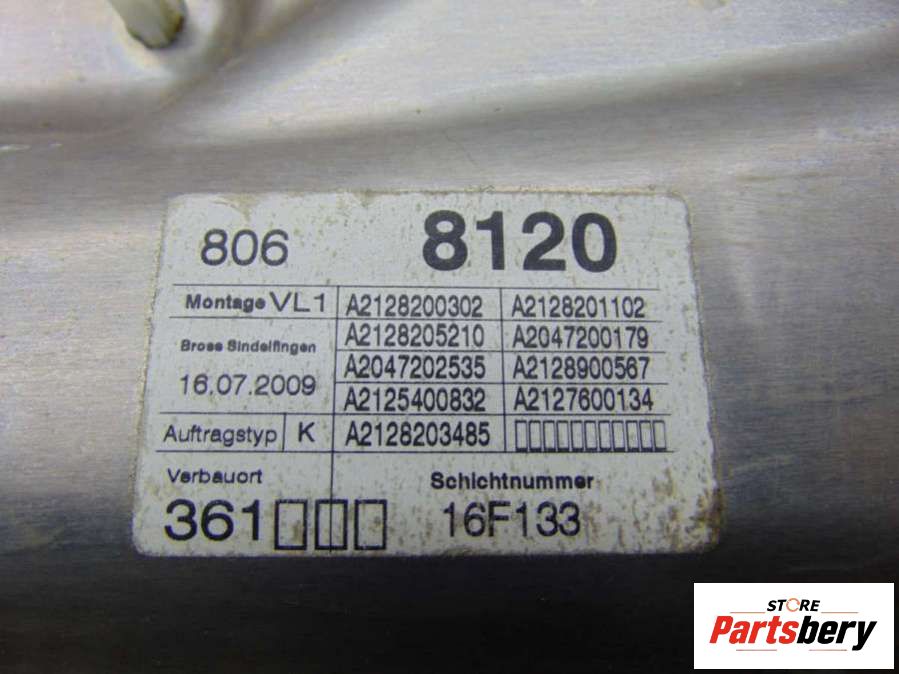 806 8120
Montage VL1 A2128200302 A2128201102
A2128205210 A2047200179
Brose Sindelfingen
A2047202535 A2128900567
16.07.2009
A2125400832 A2127600134
Auftragstyp K A2128203485
Verbauort Schichtnummer
361 16F133
STORE
Partsbery